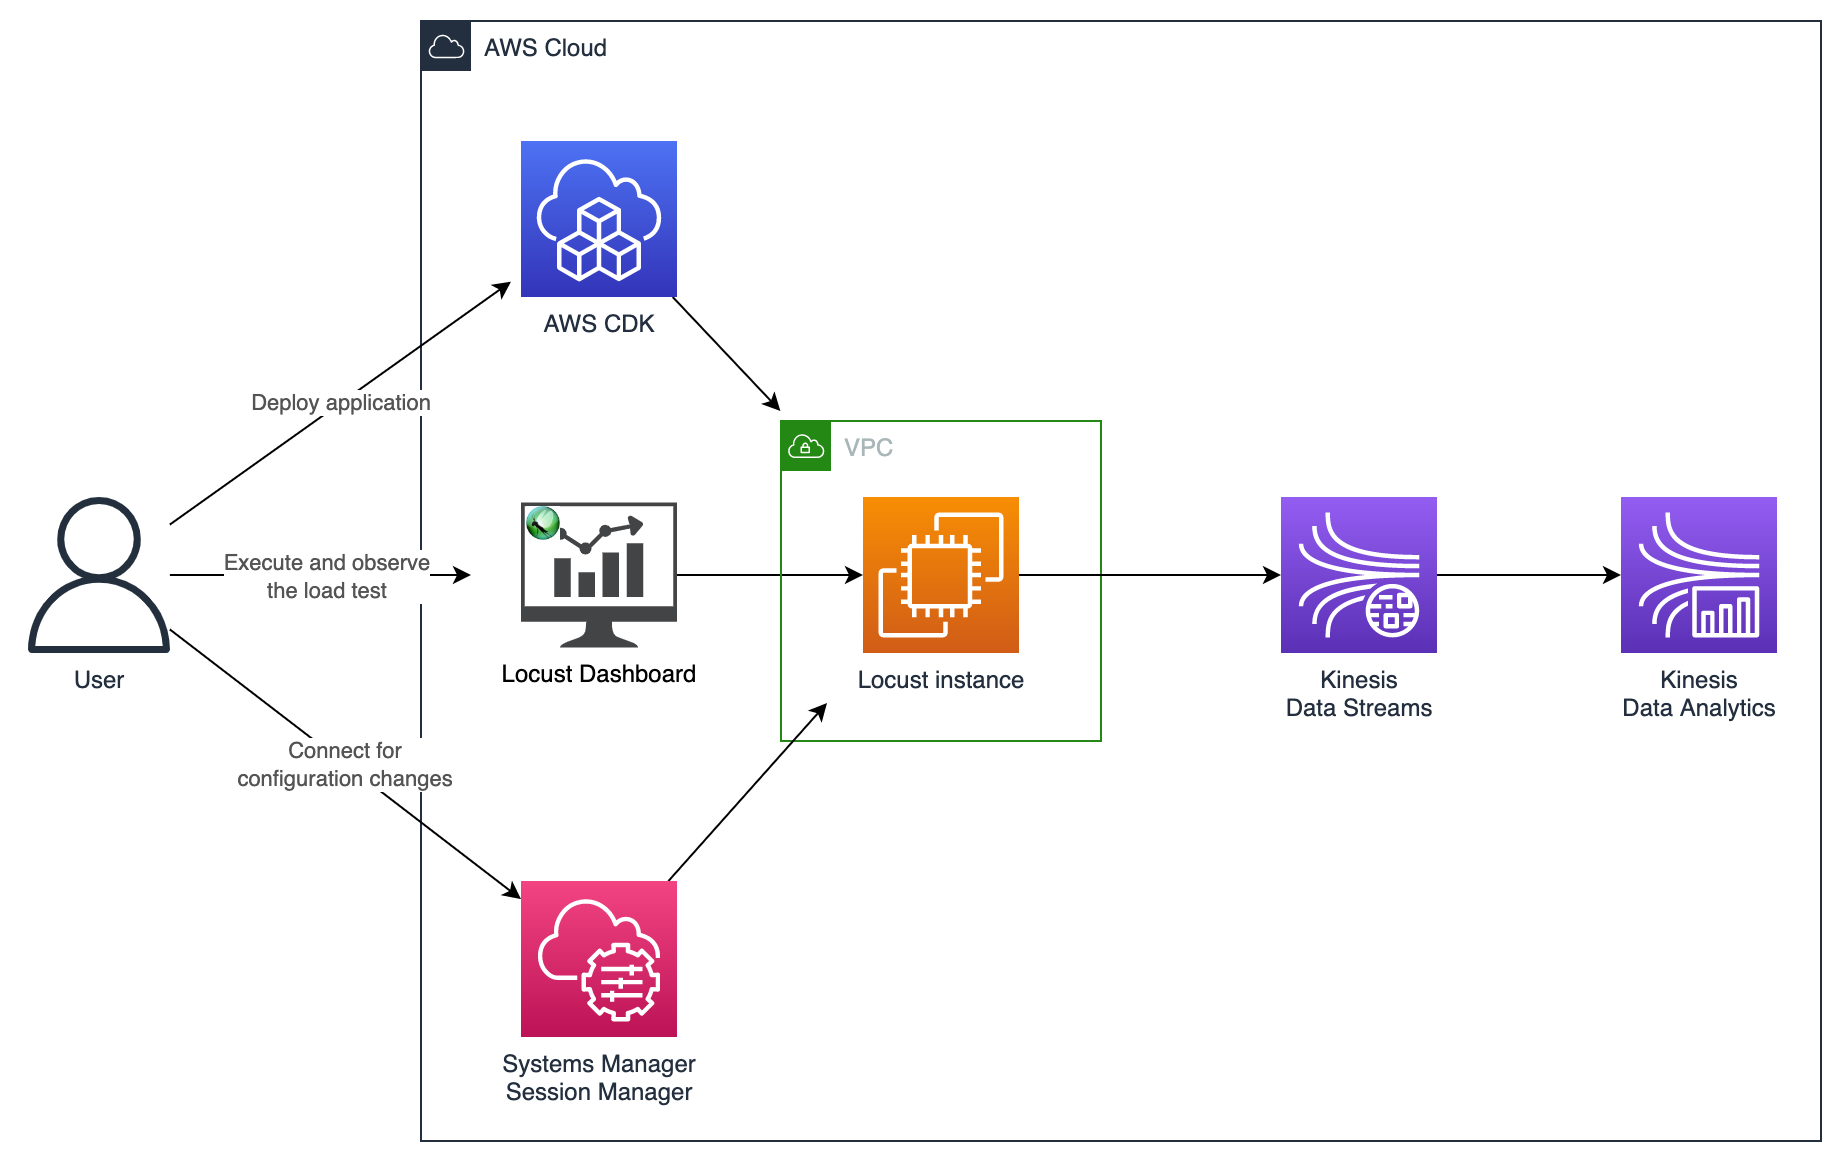 AWS Cloud
AWS CDK
Deploy application
VPC
Execute and observe
the load test
User
Locust Dashboard
Locust instance
Kinesis
Data Streams
Kinesis
Data Analytics
Connect for
configuration changes
Systems Manager
Session Manager